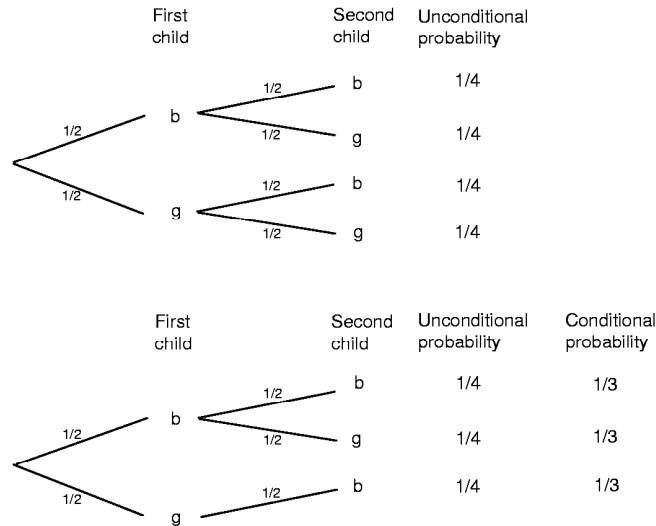 First Second Unconditional
child child probability
1/2 b 1/4
1/2 b
1/2 g 1/4
1/2 1/2 b 1/4
g
1/2 g 1/4
First Second Unconditional Conditional
child child probability probability
1/2 b 1/4 1/3
1/2 b
1/2 g 1/4 1/3
1/2 1/2 b 1/4 1/3
g